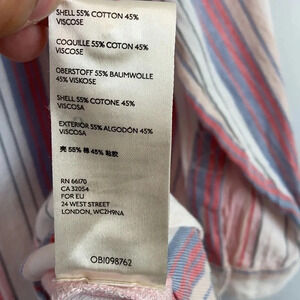 SHELL 55% COTTON 45%
VISCOSE
COQUILLE 55% COTON 45%
VISCOSE
OBERSTOFF 55% BAUMWOLLE
45% VISKOSE
SHELL 55% COTONE 45%
VISCOSA
EXTERIOR 55% ALGODÓN 45%
VISCOSA
壳 55% 棉 45% 粘胶
RN 66170
CA 32054
FOR EU
24 WEST STREET
LONDON, WC2H9NA
OBJ098762